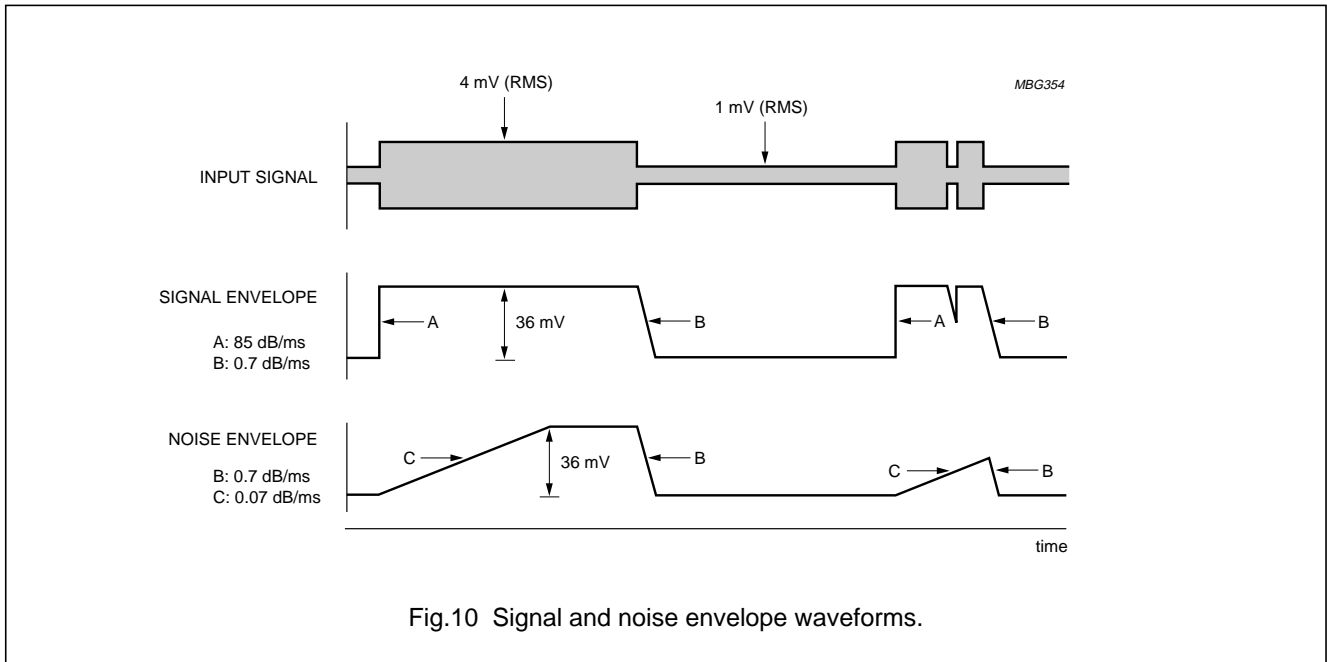 4 mV (RMS)
MBG354
1 mV (RMS)
INPUT SIGNAL
SIGNAL ENVELOPE
A
36 mV
B
A
B
A: 85 dB/ms
B: 0.7 dB/ms
NOISE ENVELOPE
C
36 mV
B
C
B
B: 0.7 dB/ms
C: 0.07 dB/ms
time
Fig.10 Signal and noise envelope waveforms.